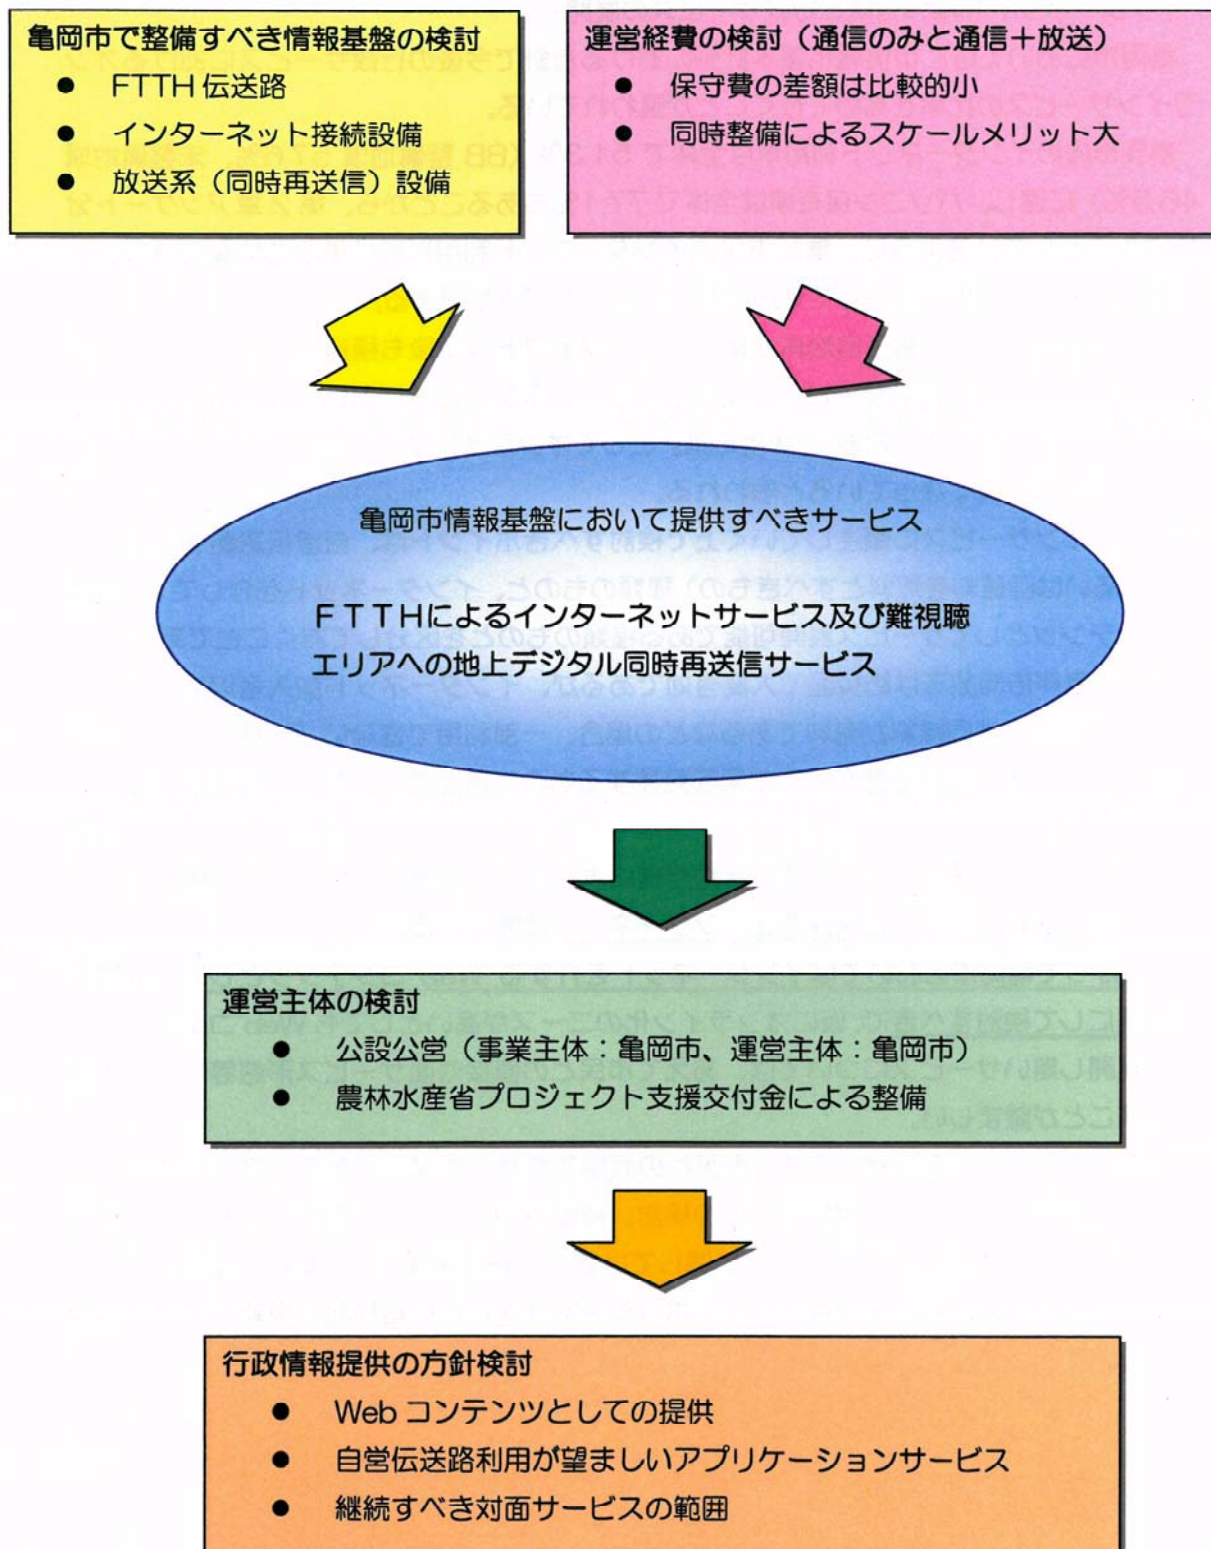 亀岡市で整備すべき情報基盤の検討
● FTTH 伝送路
● インターネット接続設備
● 放送系（同時再送信）設備
運営経費の検討（通信のみと通信＋放送）
● 保守費の差額は比較的小
● 同時整備によるスケールメリット大
亀岡市情報基盤において提供すべきサービス
ＦＴＴＨによるインターネットサービス及び難視聴
エリアへの地上デジタル同時再送信サービス
運営主体の検討
● 公設公営（事業主体：亀岡市、運営主体：亀岡市）
● 農林水産省プロジェクト支援交付金による整備
行政情報提供の方針検討
● Web コンテンツとしての提供
● 自営伝送路利用が望ましいアプリケーションサービス
● 継続すべき対面サービスの範囲